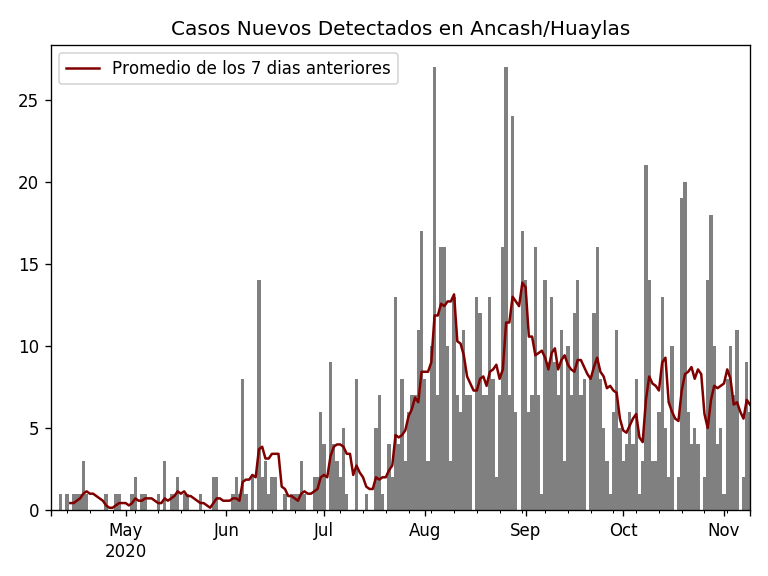 Casos Nuevos Detectados en Ancash/Huaylas
Promedio de los 7 dias anteriores
25
20
15
10
5
0
May Jun Jul Aug Sep Oct Nov
2020